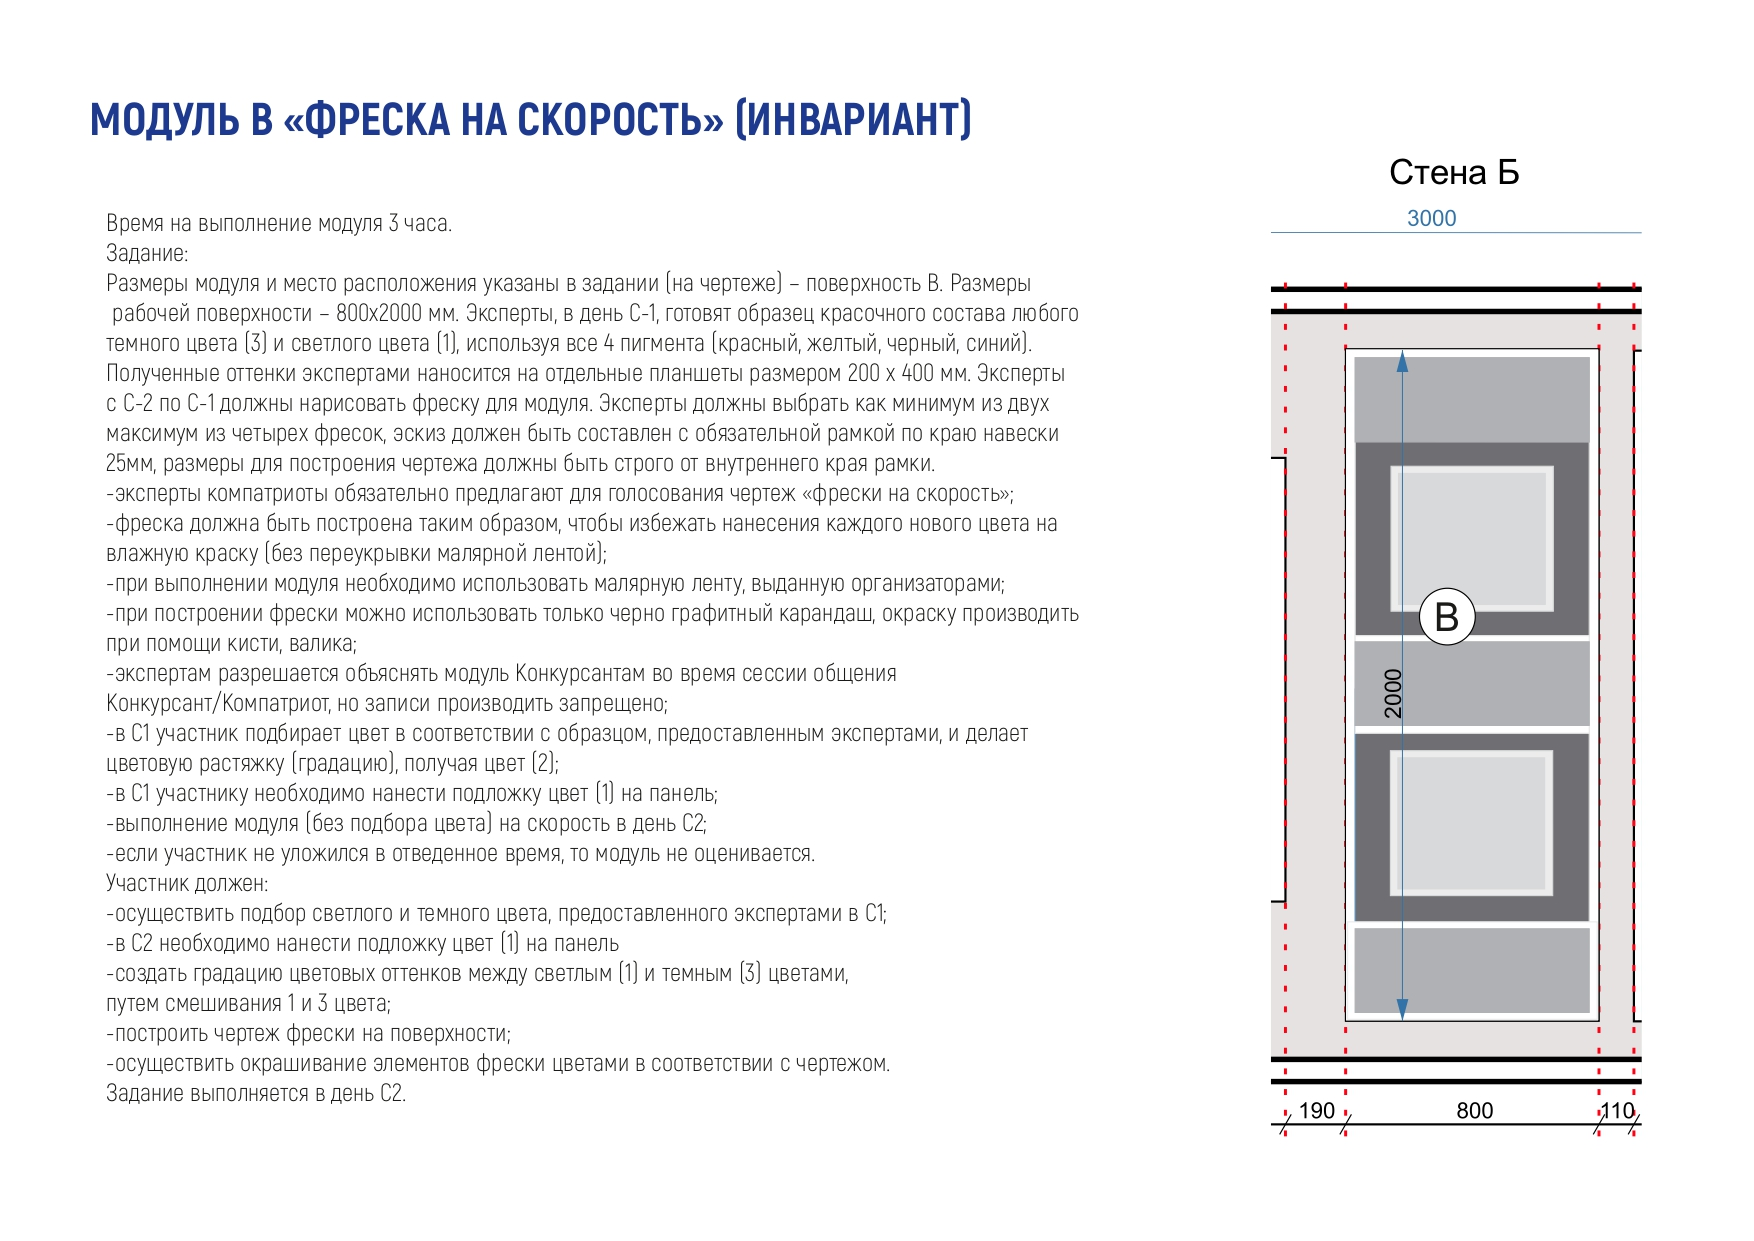 МОДУЛЬ В «ФРЕСКА НА СКОРОСТЬ» (ИНВАРИАНТ)
Время на выполнение модуля 3 часа.
Задание:
Размеры модуля и место расположения указаны в задании (на чертеже) – поверхность В. Размеры
рабочей поверхности – 800х2000 мм. Эксперты, в день С-1, готовят образец красочного состава любого
темного цвета (3) и светлого цвета (1), используя все 4 пигмента (красный, желтый, черный, синий).
Полученные оттенки экспертами наносится на отдельные планшеты размером 200 х 400 мм. Эксперты
с С-2 по С-1 должны нарисовать фреску для модуля. Эксперты должны выбрать как минимум из двух
максимум из четырех фресок, эскиз должен быть составлен с обязательной рамкой по краю навески
25мм, размеры для построения чертежа должны быть строго от внутреннего края рамки.
-эксперты компатриоты обязательно предлагают для голосования чертеж «фрески на скорость»;
-фреска должна быть построена таким образом, чтобы избежать нанесения каждого нового цвета на
влажную краску (без переукрывки малярной лентой);
-при выполнении модуля необходимо использовать малярную ленту, выданную организаторами;
-при построении фрески можно использовать только черно графитный карандаш, окраску производить
при помощи кисти, валика;
-экспертам разрешается объяснять модуль Конкурсантам во время сессии общения
Конкурсант/Компатриот, но записи производить запрещено;
-в С1 участник подбирает цвет в соответствии с образцом, предоставленным экспертами, и делает
цветовую растяжку (градацию), получая цвет (2);
-в С1 участнику необходимо нанести подложку цвет (1) на панель;
-выполнение модуля (без подбора цвета) на скорость в день С2;
-если участник не уложился в отведенное время, то модуль не оценивается.
Участник должен:
-осуществить подбор светлого и темного цвета, предоставленного экспертами в С1;
-в С2 необходимо нанести подложку цвет (1) на панель
-создать градацию цветовых оттенков между светлым (1) и темным (3) цветами,
путем смешивания 1 и 3 цвета;
-построить чертеж фрески на поверхности;
-осуществить окрашивание элементов фрески цветами в соответствии с чертежом.
Задание выполняется в день С2.
Стена Б
3000
В
2000
190
800
110